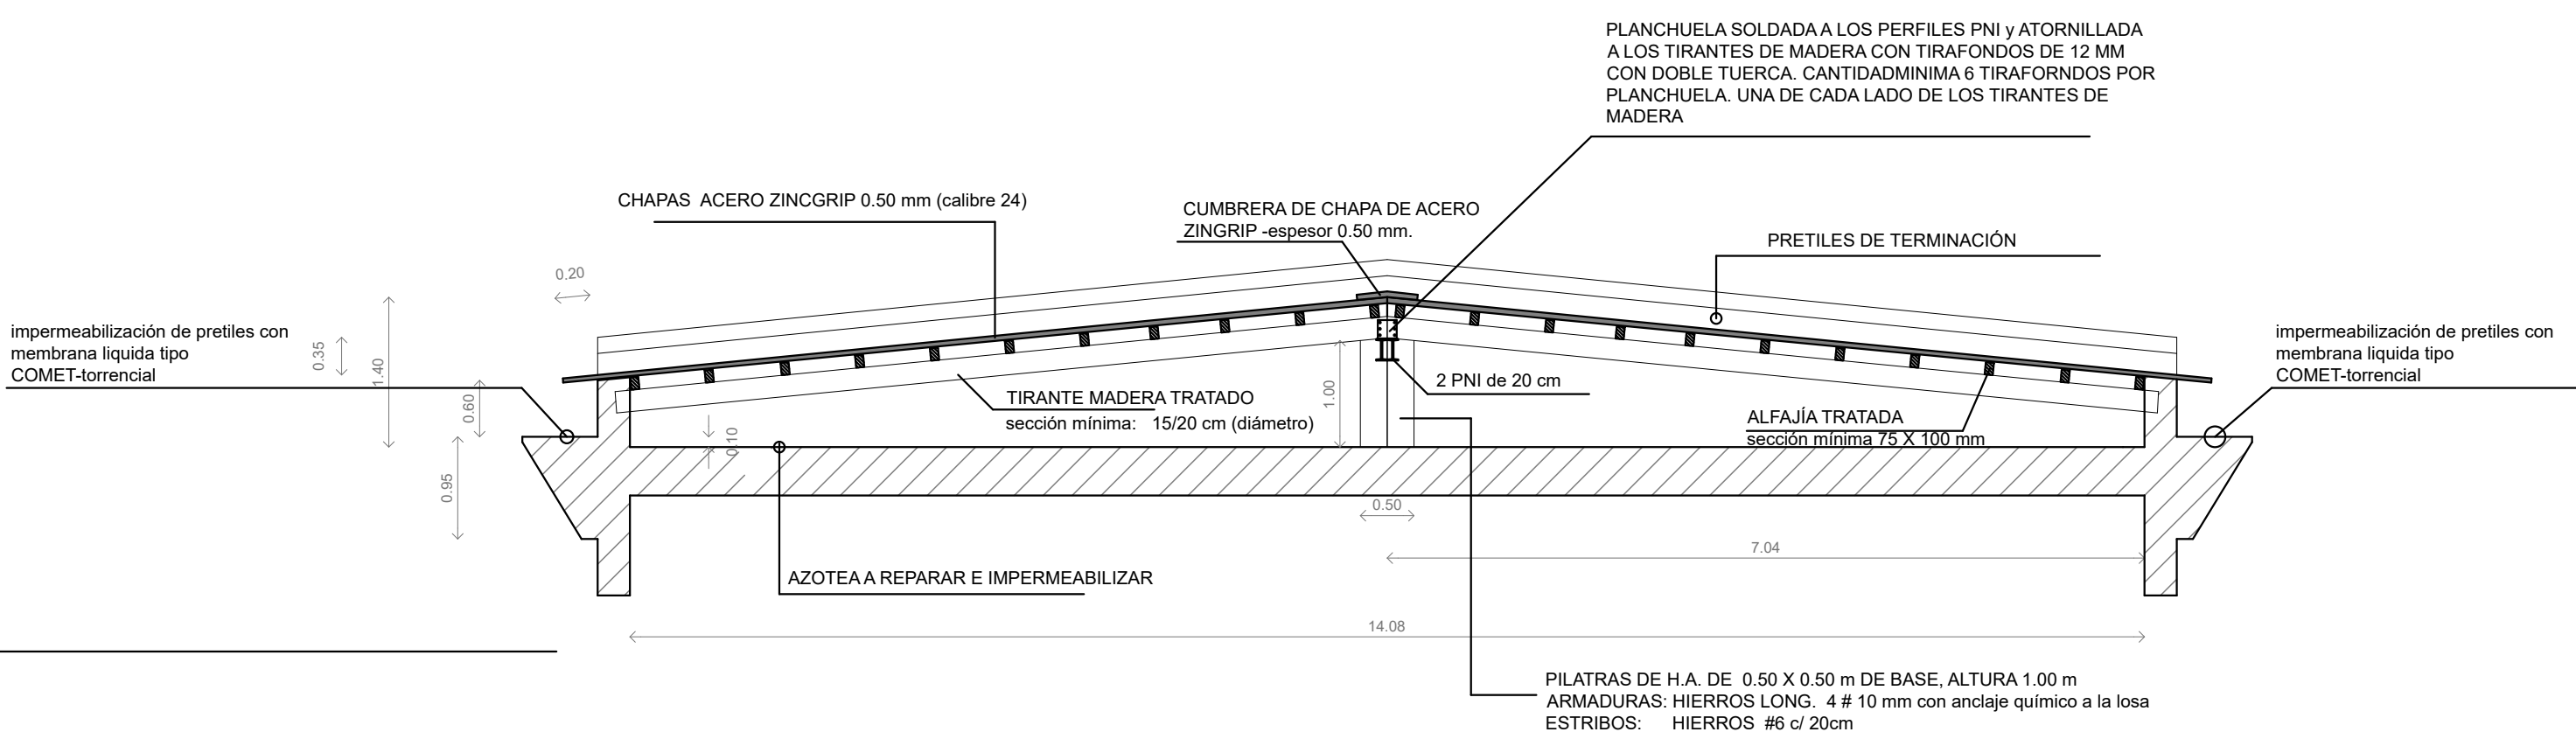 PLANCHUELA SOLDADA A LOS PERFILES PNI y ATORNILLADA
A LOS TIRANTES DE MADERA CON TIRAFONDOS DE 12 MM
CON DOBLE TUERCA. CANTIDADMINIMA 6 TIRAFORNDOS POR
PLANCHUELA. UNA DE CADA LADO DE LOS TIRANTES DE
MADERA
CHAPAS ACERO ZINCGRIP 0.50 mm (calibre 24)
CUMBRERA DE CHAPA DE ACERO
ZINGRIP -espesor 0.50 mm.
PRETILES DE TERMINACIÓN
0.20
impermeabilización de pretiles con
membrana liquida tipo
COMET-torrencial
0.35
1.40
0.60
0.95
0.10
1.00
2 PNI de 20 cm
TIRANTE MADERA TRATADO
sección mínima: 15/20 cm (diámetro)
ALFAJÍA TRATADA
sección mínima 75 X 100 mm
impermeabilización de pretiles con
membrana liquida tipo
COMET-torrencial
0.50
7.04
AZOTEA A REPARAR E IMPERMEABILIZAR
14.08
PILATRAS DE H.A. DE 0.50 X 0.50 m DE BASE, ALTURA 1.00 m
ARMADURAS: HIERROS LONG. 4 # 10 mm con anclaje químico a la losa
ESTRIBOS: HIERROS #6 c/ 20cm